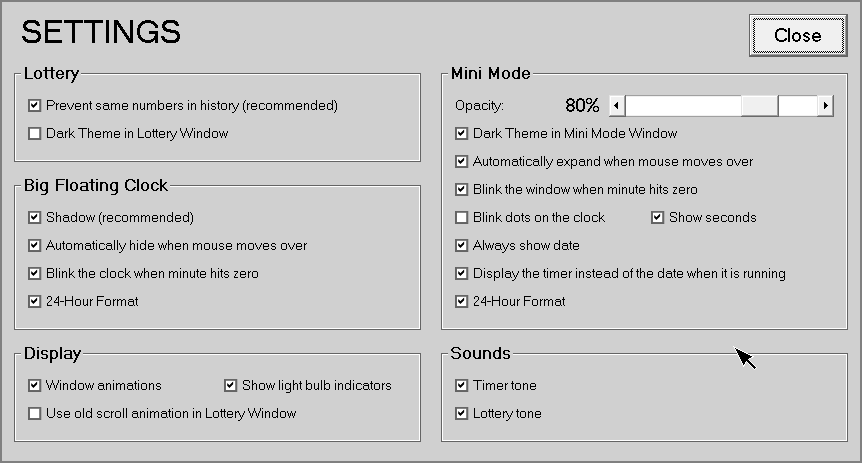 SETTINGS
Close
Lottery
Prevent same numbers in history (recommended)
Dark Theme in Lottery Window
Big Floating Clock
Shadow (recommended)
Automatically hide when mouse moves over
Blink the clock when minute hits zero
24-Hour Format
Display
Window animations
Show light bulb indicators
Use old scroll animation in Lottery Window
Mini Mode
Opacity: 80%
Dark Theme in Mini Mode Window
Automatically expand when mouse moves over
Blink the window when minute hits zero
Blink dots on the clock
Show seconds
Always show date
Display the timer instead of the date when it is running
24-Hour Format
Sounds
Timer tone
Lottery tone